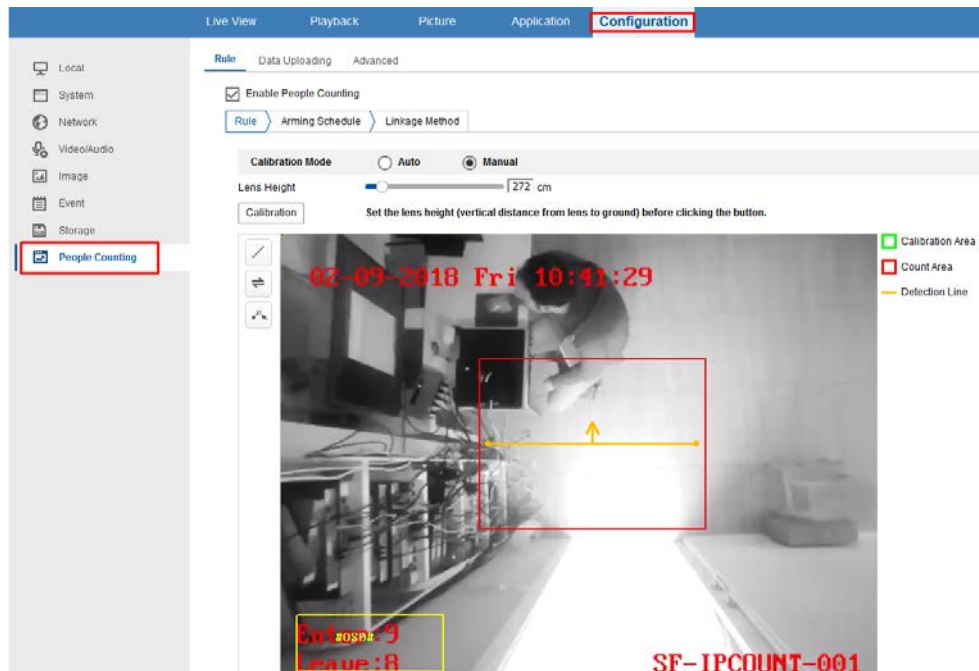 Live View Playback Picture Application Configuration
Rule Data Uploading Advanced
Local
System
Network
Video/Audio
Image
Event
Storage
People Counting
Enable People Counting
Rule Arming Schedule Linkage Method
Calibration Mode Auto Manual
Lens Height 272 cm
Calibration Set the lens height (vertical distance from lens to ground) before clicking the button.
Calibration Area
Count Area
Detection Line
02-09-2018 Fri 10:41:29
Enter:9
#OSD#
Leave:8
SF-IPCOUNT-001